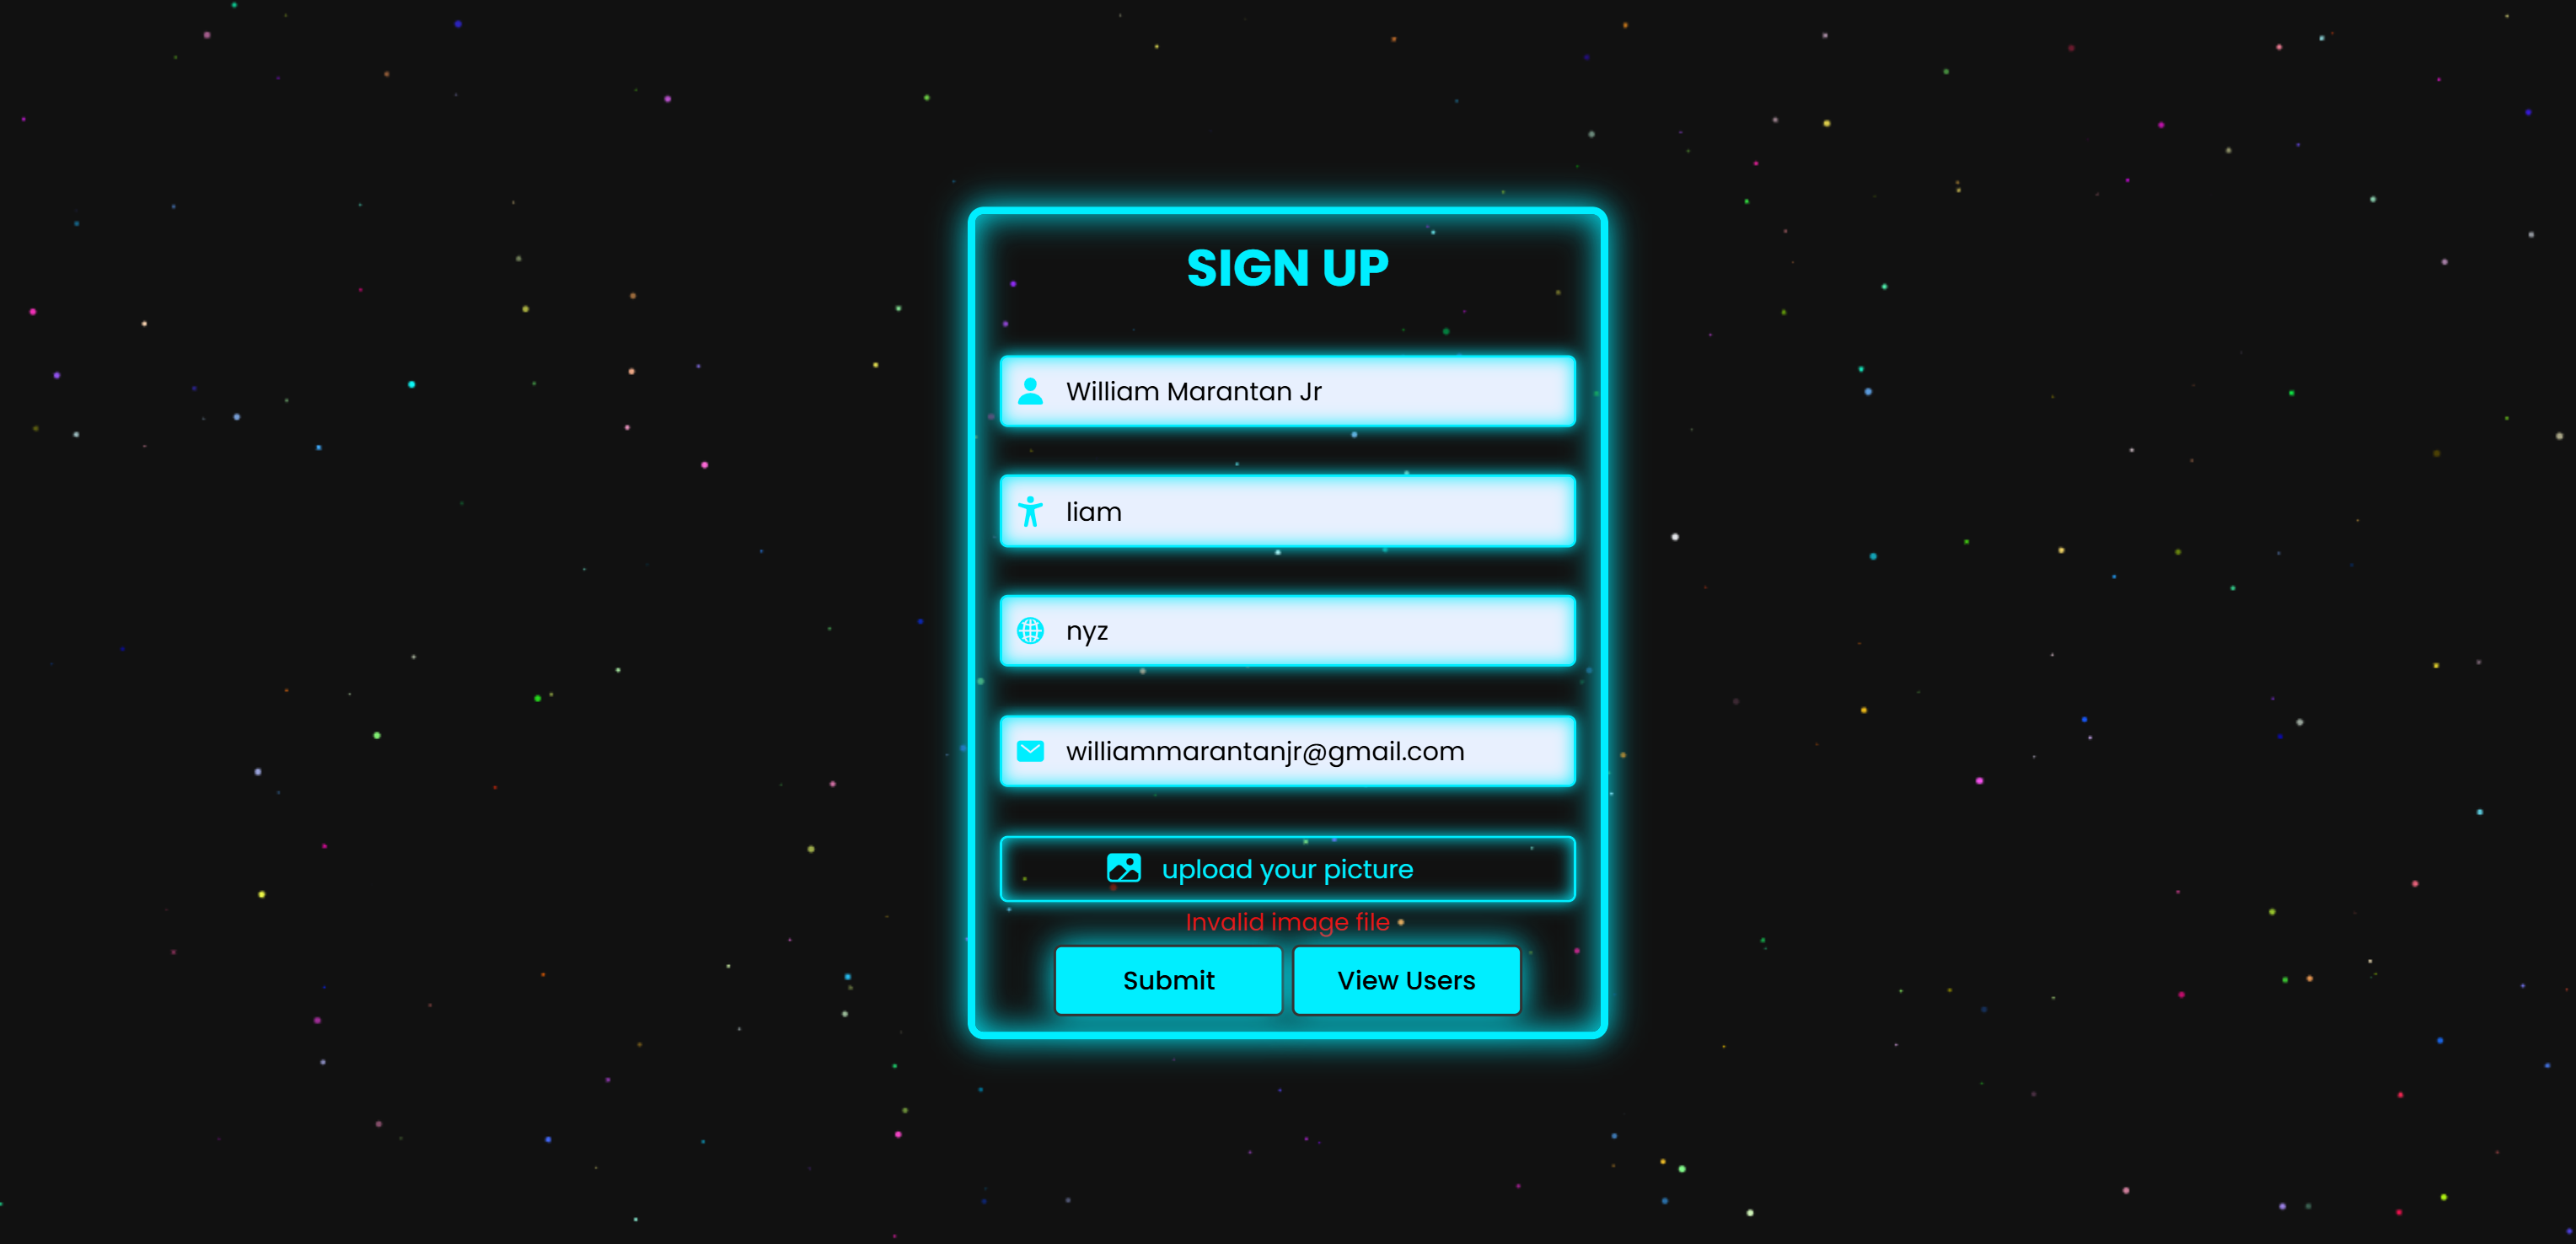 SIGN UP
William Marantan Jr
liam
nyz
williammarantanjr@gmail.com
upload your picture
Invalid image file
Submit
View Users